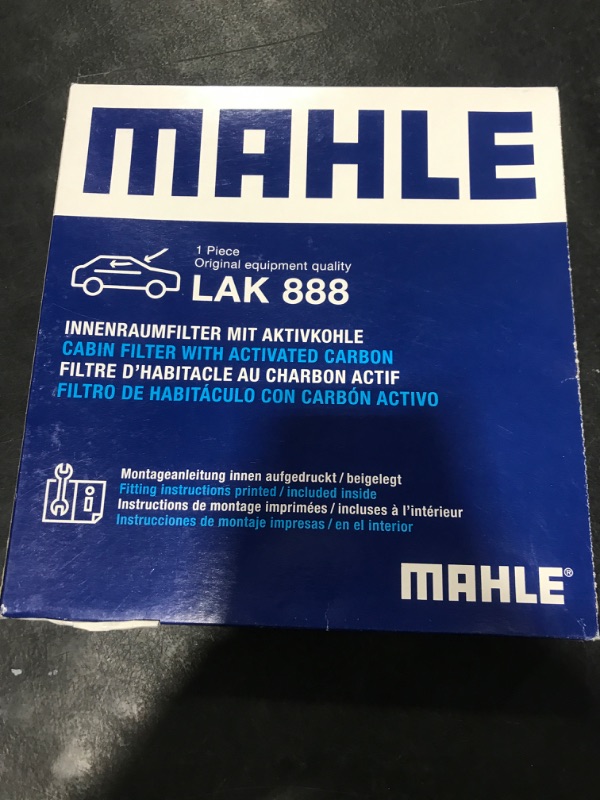 MAHLE
1 Piece
Original equipment quality
LAK 888
INNENRAUMFILTER MIT AKTIVKOHLE
CABIN FILTER WITH ACTIVATED CARBON
FILTRE D'HABITACLE AU CHARBON ACTIF
FILTRO DE HABITÁCULO CON CARBÓN ACTIVO
Montageanleitung innen aufgedruckt / beigelegt
Fitting instructions printed / included inside
Instructions de montage imprimées / incluses à l'intérieur
Instrucciones de montaje impresas / en el interior
MAHLE®